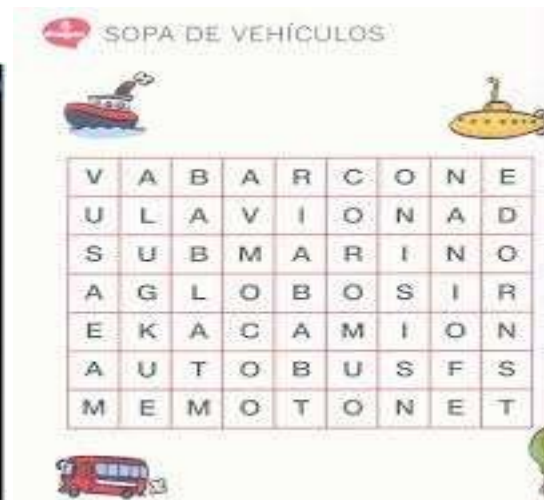 SOPA DE VEHÍCULOS
V A B A R C O N E
U L A V I O N A D
S U B M A R I N O
A G L O B O S I R
E K A C A M I O N
A U T O B U S F S
M E M O T O N E T